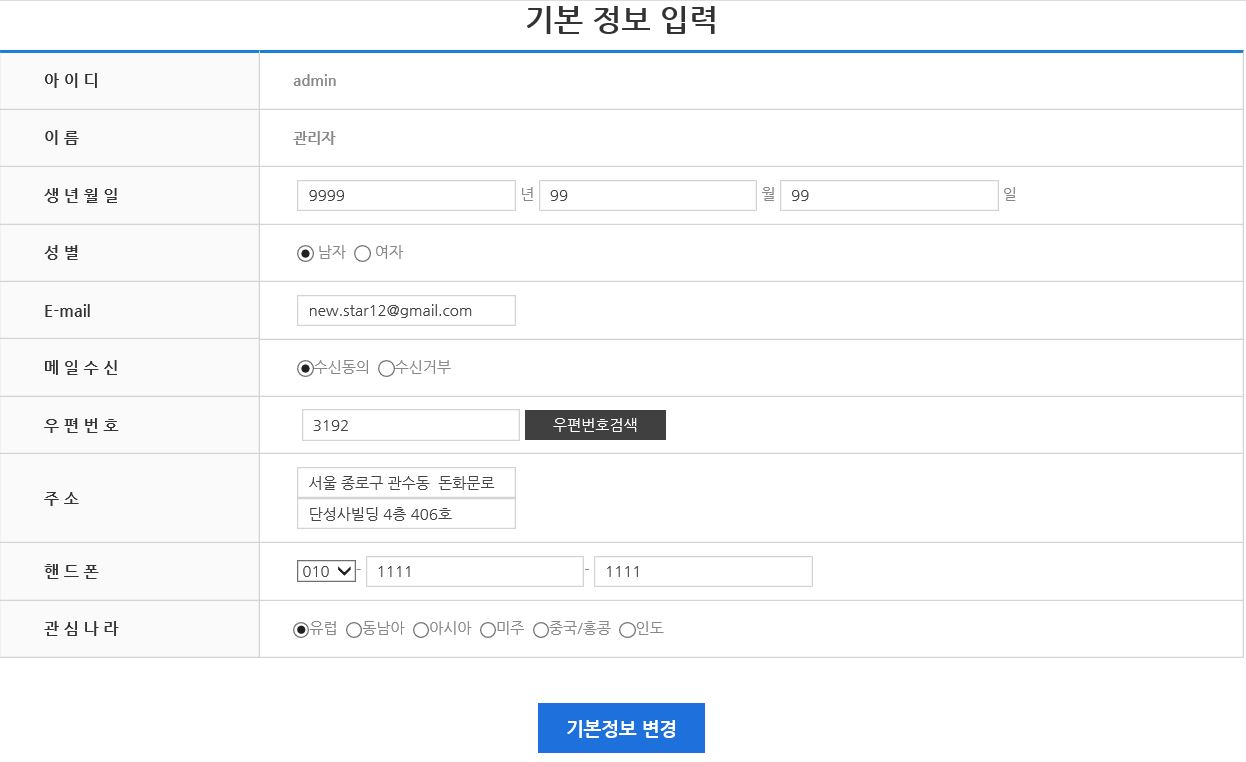 기본 정보 입력
아 이 디 admin
이 름 관리자
생 년 월 일 9999 년 99 월 99 일
성 별 남자 여자
E-mail new.star12@gmail.com
메 일 수 신 수신동의 수신거부
우 편 번 호 3192 우편번호검색
주 소 서울 종로구 관수동 돈화문로
단성사빌딩 4층 406호
핸 드 폰 010 - 1111 - 1111
관 심 나 라 유럽 동남아 아시아 미주 중국/홍콩 인도
기본정보 변경